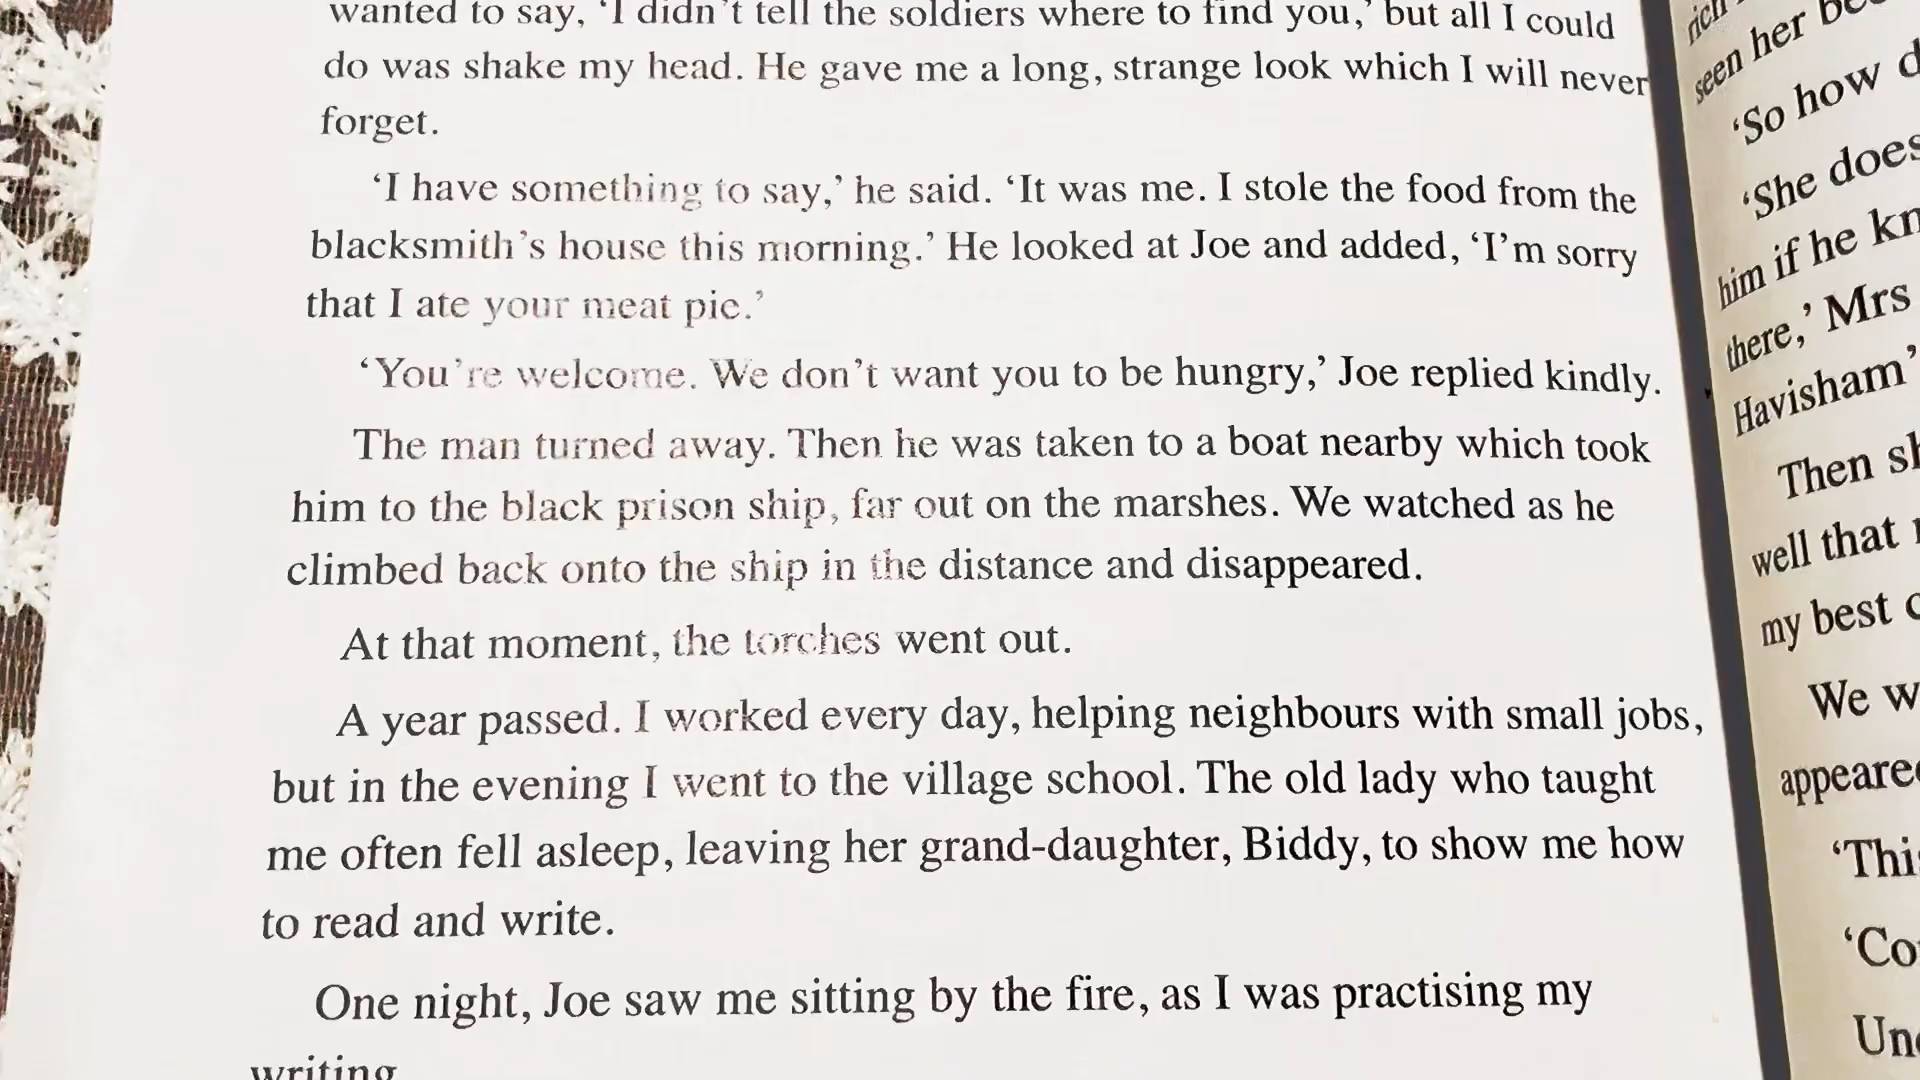 wanted to say, ‘I didn’t tell the soldiers where to find you,’ but all I could
do was shake my head. He gave me a long, strange look which I will never
forget.
‘I have something to say,’ he said. ‘It was me. I stole the food from the
blacksmith’s house this morning.’ He looked at Joe and added, ‘I’m sorry
that I ate your meat pie.’
‘You’re welcome. We don’t want you to be hungry,’ Joe replied kindly.
The man turned away. Then he was taken to a boat nearby which took
him to the black prison ship, far out on the marshes. We watched as he
climbed back onto the ship in the distance and disappeared.
At that moment, the torches went out.
A year passed. I worked every day, helping neighbours with small jobs,
but in the evening I went to the village school. The old lady who taught
me often fell asleep, leaving her grand-daughter, Biddy, to show me how
to read and write.
One night, Joe saw me sitting by the fire, as I was practising my
writing
rich
seen her
‘So how
‘She does
him if he
there,’ Mrs
Havisham’
Then
well that
my best
We
‘Co